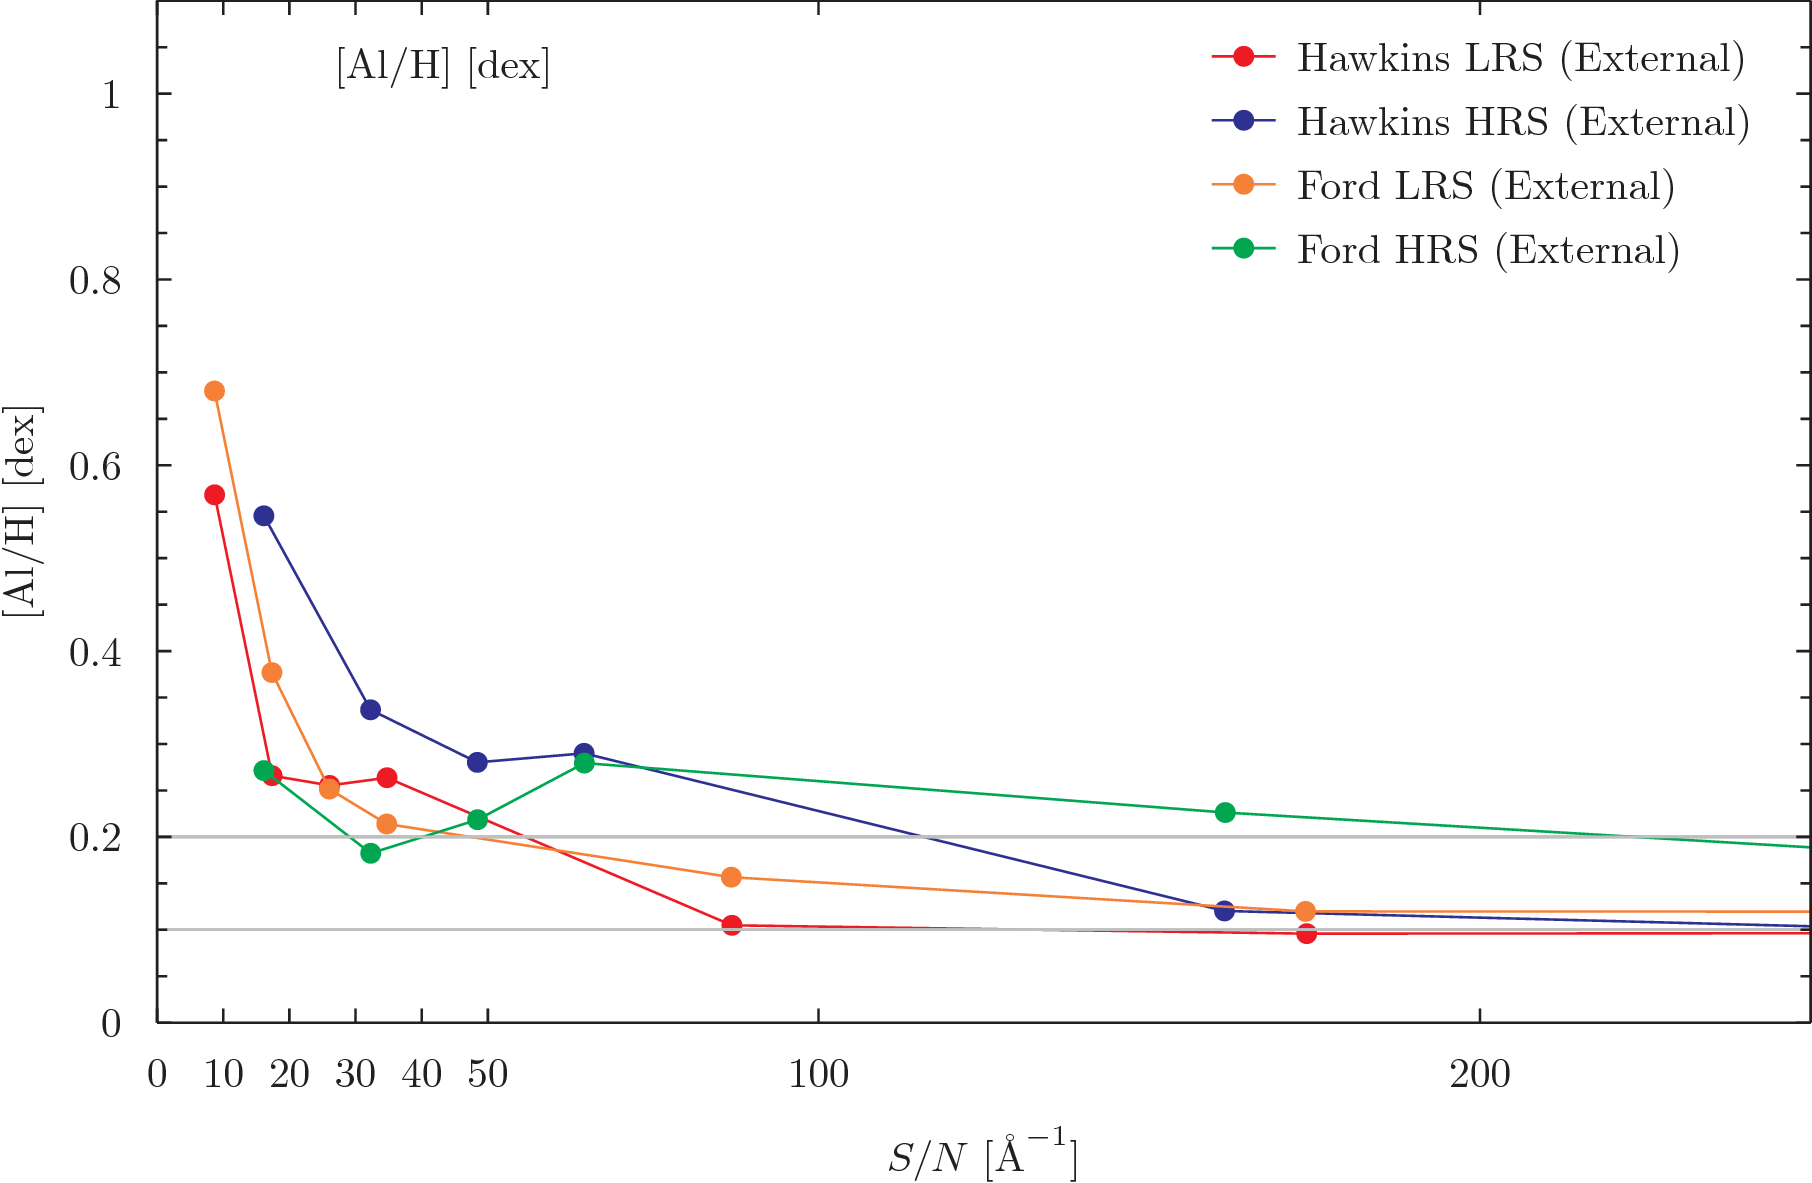 [Al/H] [dex]
Hawkins LRS (External)
Hawkins HRS (External)
Ford LRS (External)
Ford HRS (External)
1
0.8
0.6
0.4
0.2
0
[Al/H] [dex]
0 10 20 30 40 50 100 200
S/N [Å⁻¹]